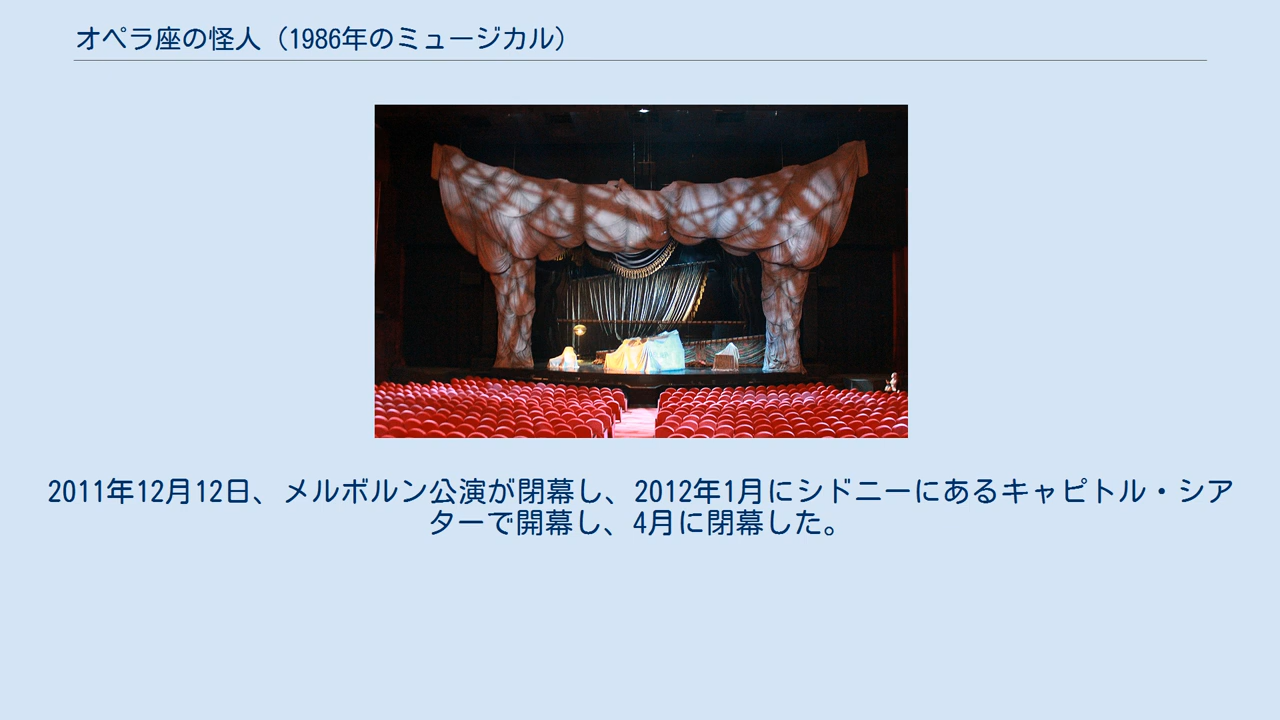 オペラ座の怪人（1986年のミュージカル）
2011年12月12日、メルボルン公演が閉幕し、2012年1月にシドニーにあるキャピトル・シア
ターで開幕し、4月に閉幕した。